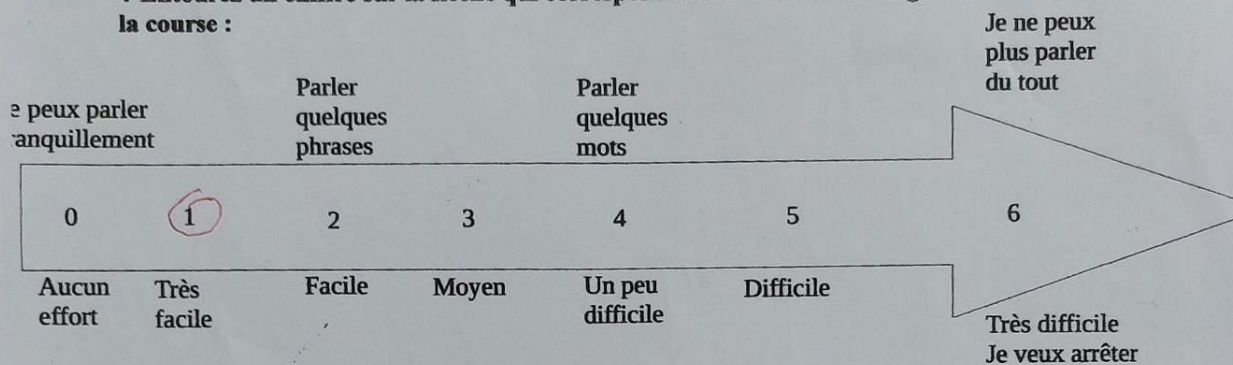 la course :
Je ne peux
plus parler
du tout
peux parler
Parler
quelques
phrases
Parler
quelques
mots
0 1 2 3 4 5 6
Aucun
effort
Très
facile
Facile
Moyen
Un peu
difficile
Difficile
Très difficile
Je veux arrêter